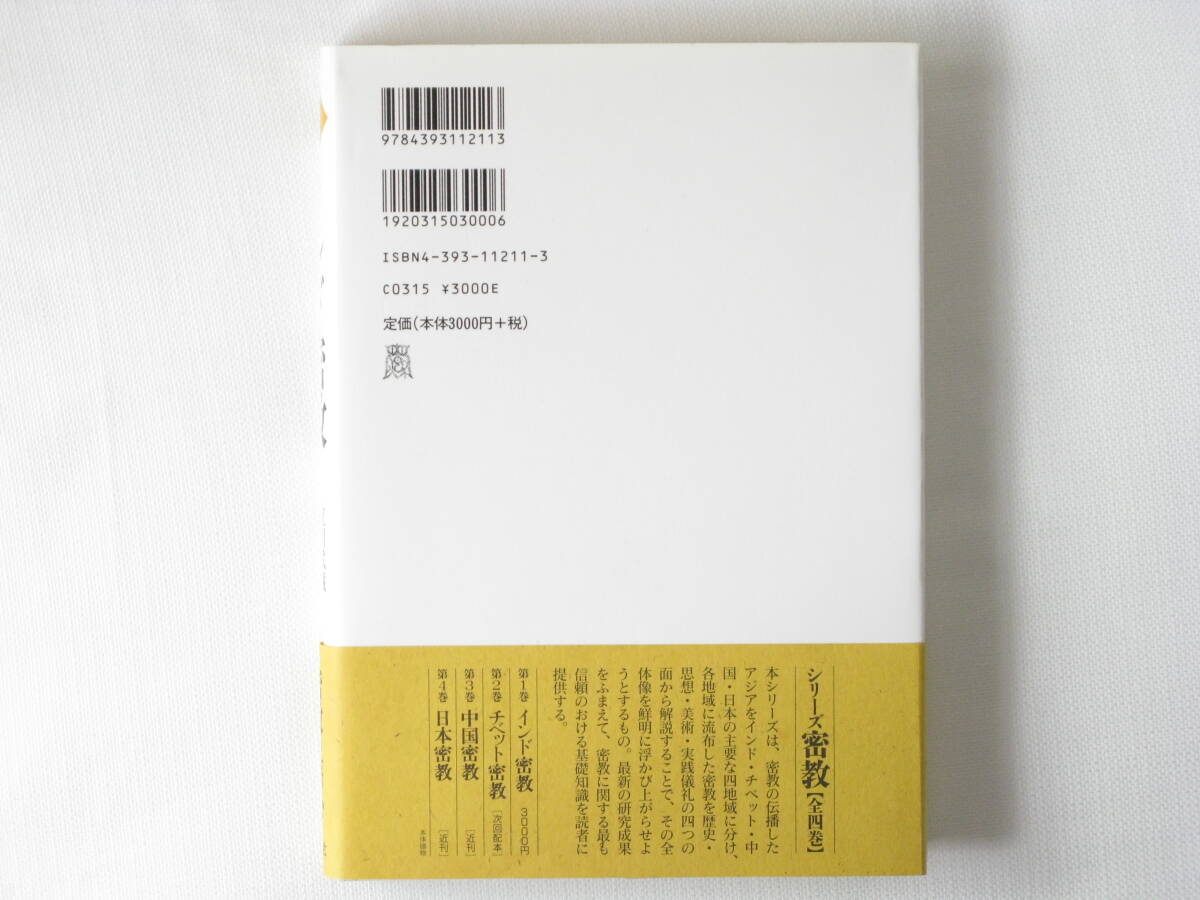 9784393112113
1920315030006
ISBN4-393-11211-3
C0315 ¥3000E
定価(本体3000円+税)
シリーズ密教【全四巻】
本シリーズは、密教の伝播した
アジアをインド・チベット・中
国・日本の主要な四地域に分け、
各地域に流布した密教を歴史・
思想・美術・実践儀礼の四つの
面から解説することで、その全
体像を鮮明に浮かび上がらせよ
うとするもの。最新の研究成果
をふまえて、密教に関する最も
信頼のおける基礎知識を読者に
提供する。
第1巻 インド密教 3000円
第2巻 チベット密教 [次回配本]
第3巻 中国密教 [近刊]
第4巻 日本密教 [近刊]
本体価格